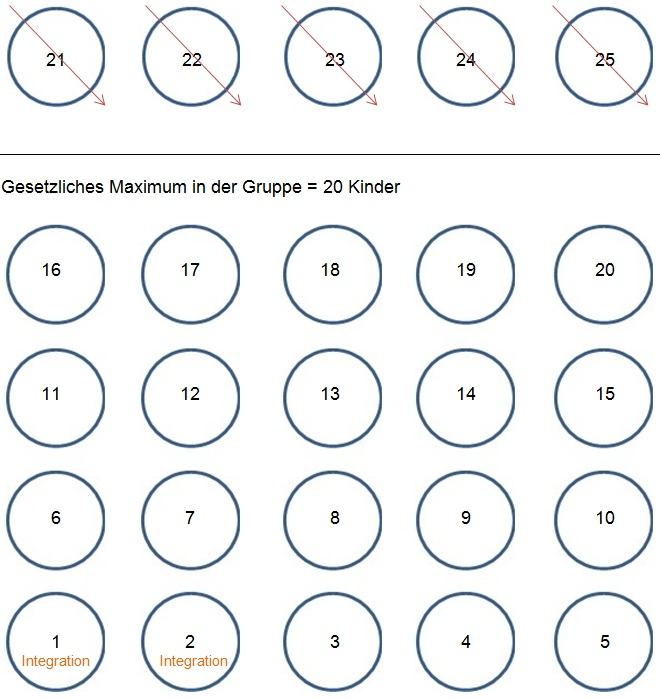 21 22 23 24 25
Gesetzliches Maximum in der Gruppe = 20 Kinder
16 17 18 19 20
11 12 13 14 15
6 7 8 9 10
1 2 3 4 5
Integration Integration